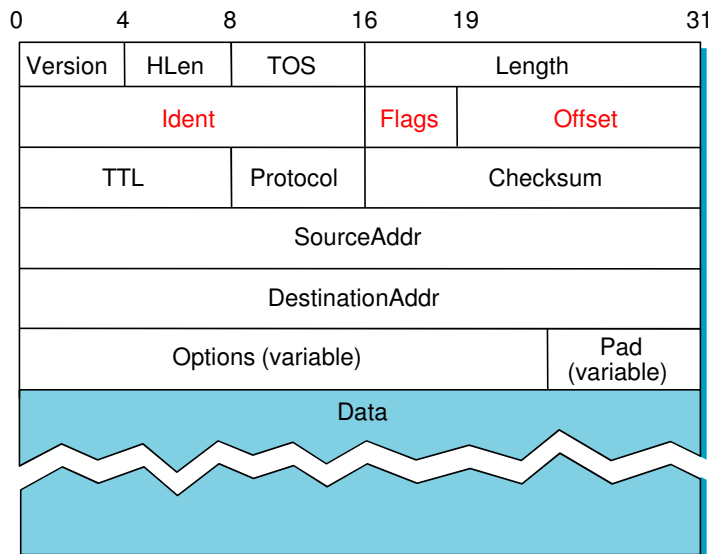 0 4 8 16 19 31
Version HLen TOS Length
Ident Flags Offset
TTL Protocol Checksum
SourceAddr
DestinationAddr
Options (variable) Pad
(variable)
Data